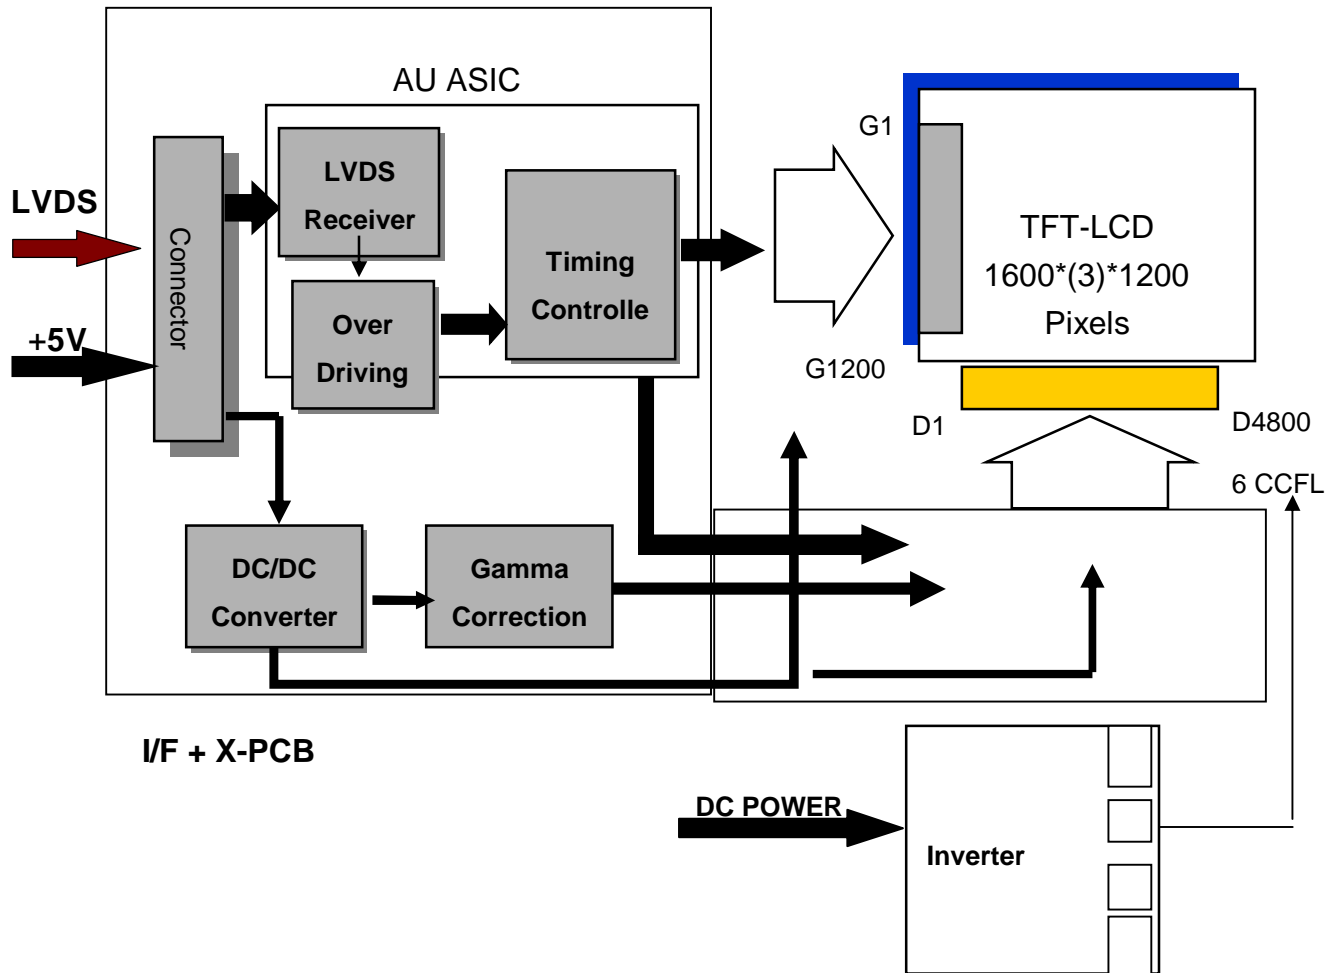 AU ASIC
G1
LVDS
Receiver
LVDS
Connector
TFT-LCD
1600*(3)*1200
Pixels
Timing
Controlle
Over
Driving
+5V
G1200
D1
D4800
6 CCFL
DC/DC
Converter
Gamma
Correction
I/F + X-PCB
DC POWER
Inverter